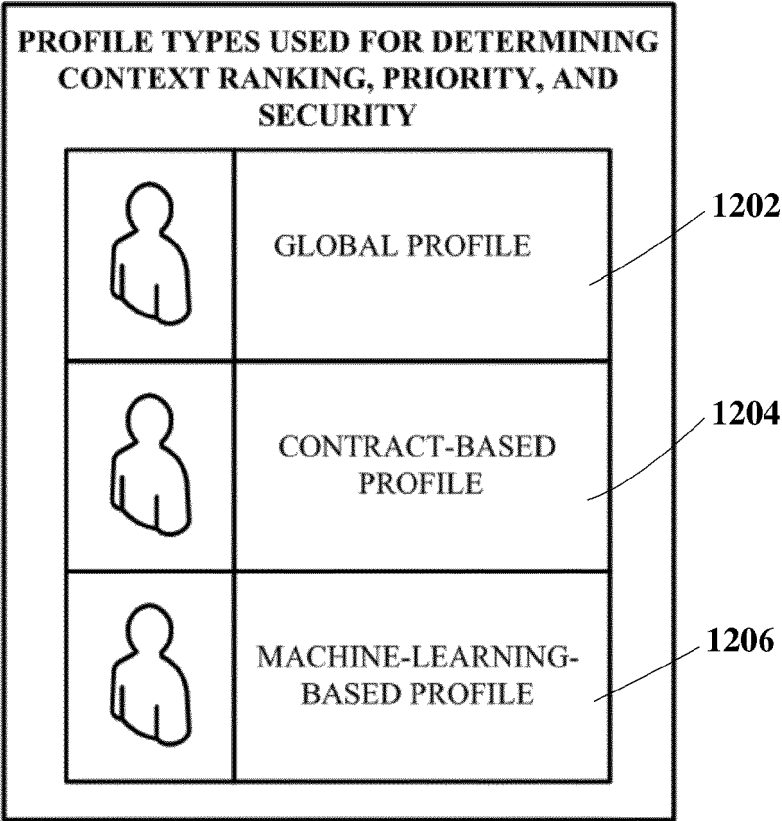 PROFILE TYPES USED FOR DETERMINING
CONTEXT RANKING, PRIORITY, AND
SECURITY
GLOBAL PROFILE
1202
CONTRACT-BASED
PROFILE
1204
MACHINE-LEARNING-
BASED PROFILE
1206